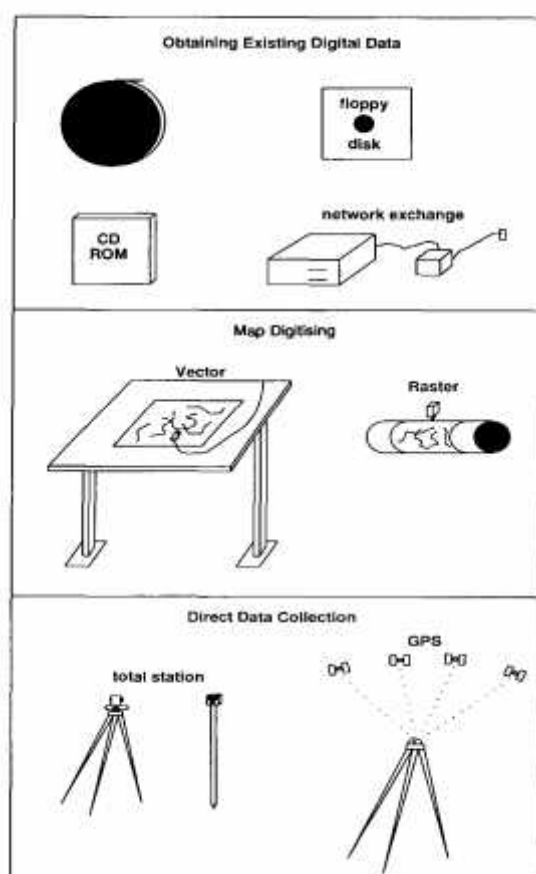 Obtaining Existing Digital Data
floppy
disk
CD
ROM
network exchange
Map Digitising
Vector
Raster
Direct Data Collection
total station
GPS